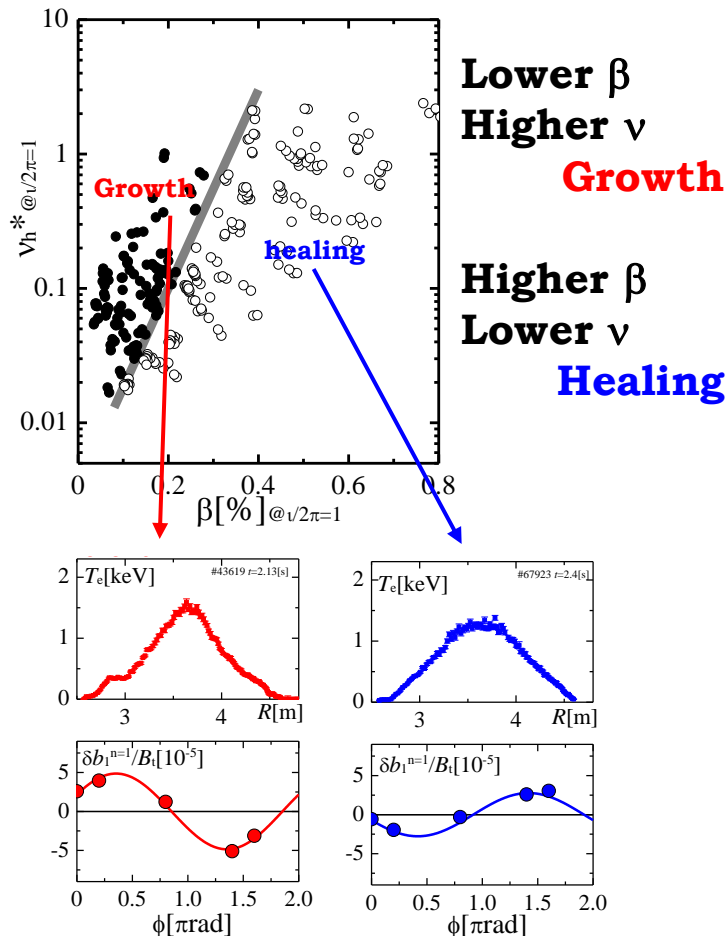 10
1
0.1
0.01
νh*@ι/2π=1
Growth
healing
0
0.2
0.4
0.6
0.8
β[%]@ι/2π=1
Lower β
Higher ν
Growth
Higher β
Lower ν
Healing
Te[keV]
#43619 t=2.13[s]
2
1
0
3
4
R[m]
Te[keV]
#67923 t=2.4[s]
2
1
0
3
4
R[m]
δb1^n=1/Bt[10^-5]
5
0
-5
0
0.5
1.0
1.5
2.0
ϕ[πrad]
δb1^n=1/Bt[10^-5]
5
0
-5
0
0.5
1.0
1.5
2.0
ϕ[πrad]